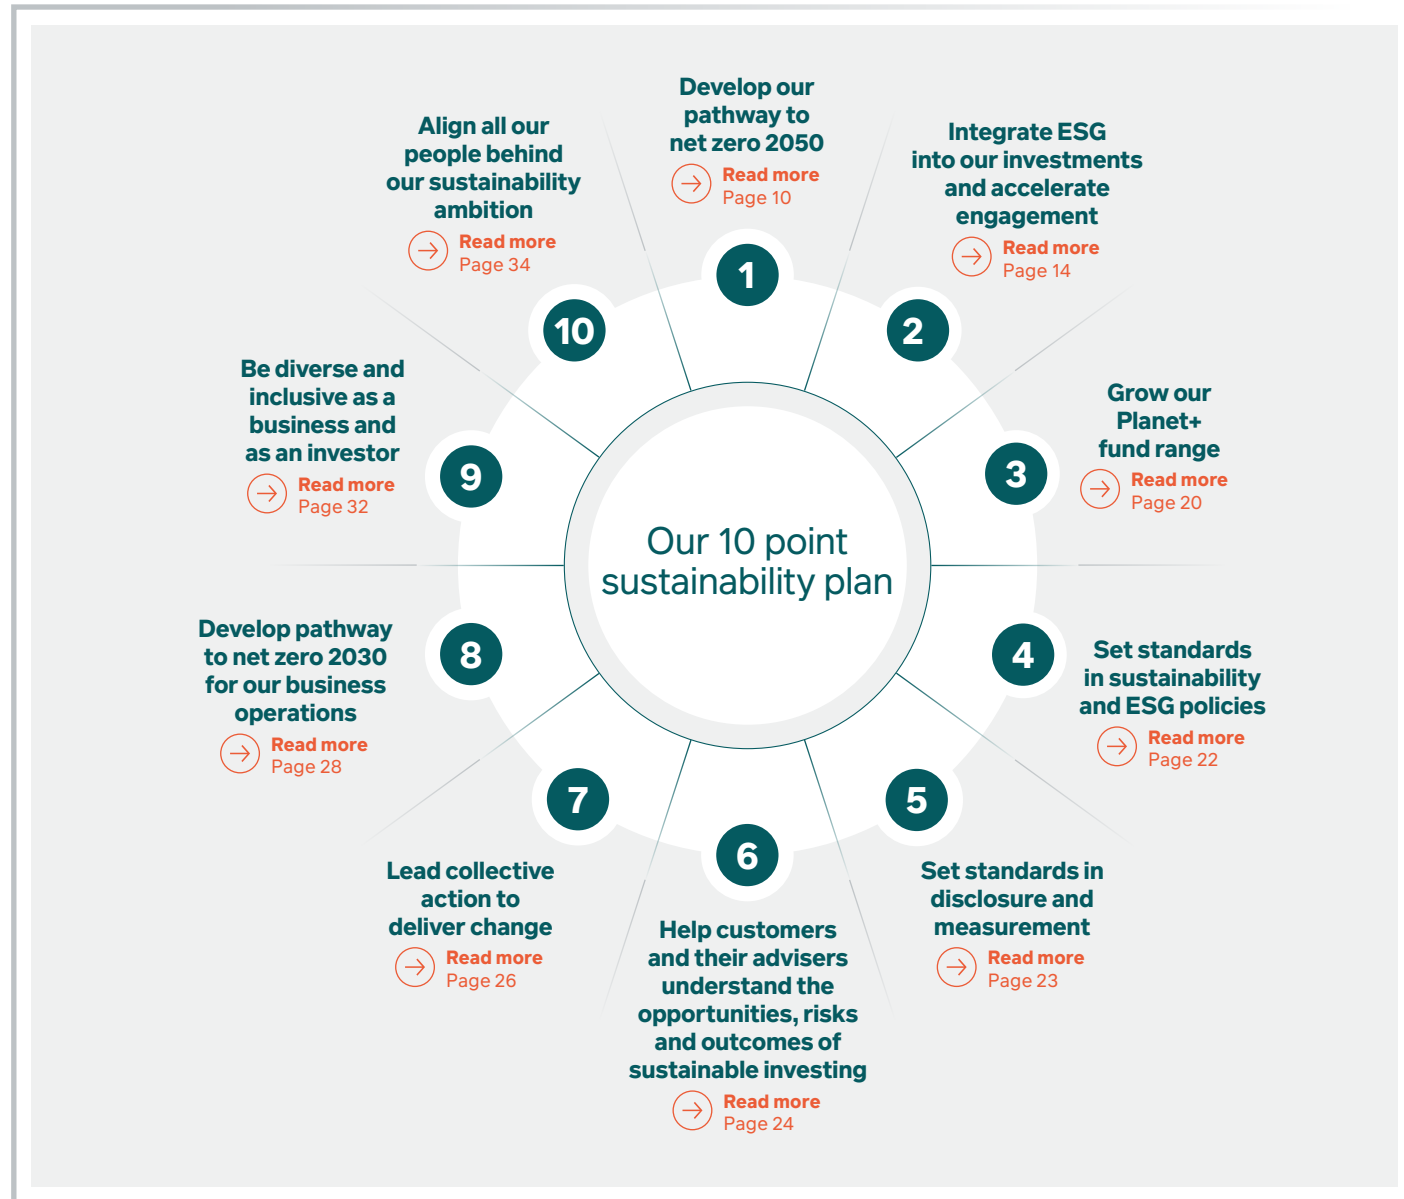 Our 10 point
sustainability plan
Develop our
pathway to
net zero 2050
Read more
Page 10
1
Integrate ESG
into our investments
and accelerate
engagement
Read more
Page 14
2
Grow our
Planet+
fund range
Read more
Page 20
3
Set standards
in sustainability
and ESG policies
Read more
Page 22
4
Set standards in
disclosure and
measurement
Read more
Page 23
5
Help customers
and their advisers
understand the
opportunities, risks
and outcomes of
sustainable investing
Read more
Page 24
6
Lead collective
action to
deliver change
Read more
Page 26
7
Develop pathway
to net zero 2030
for our business
operations
Read more
Page 28
8
Be diverse and
inclusive as a
business and
as an investor
Read more
Page 32
9
Align all our
people behind
our sustainability
ambition
Read more
Page 34
10